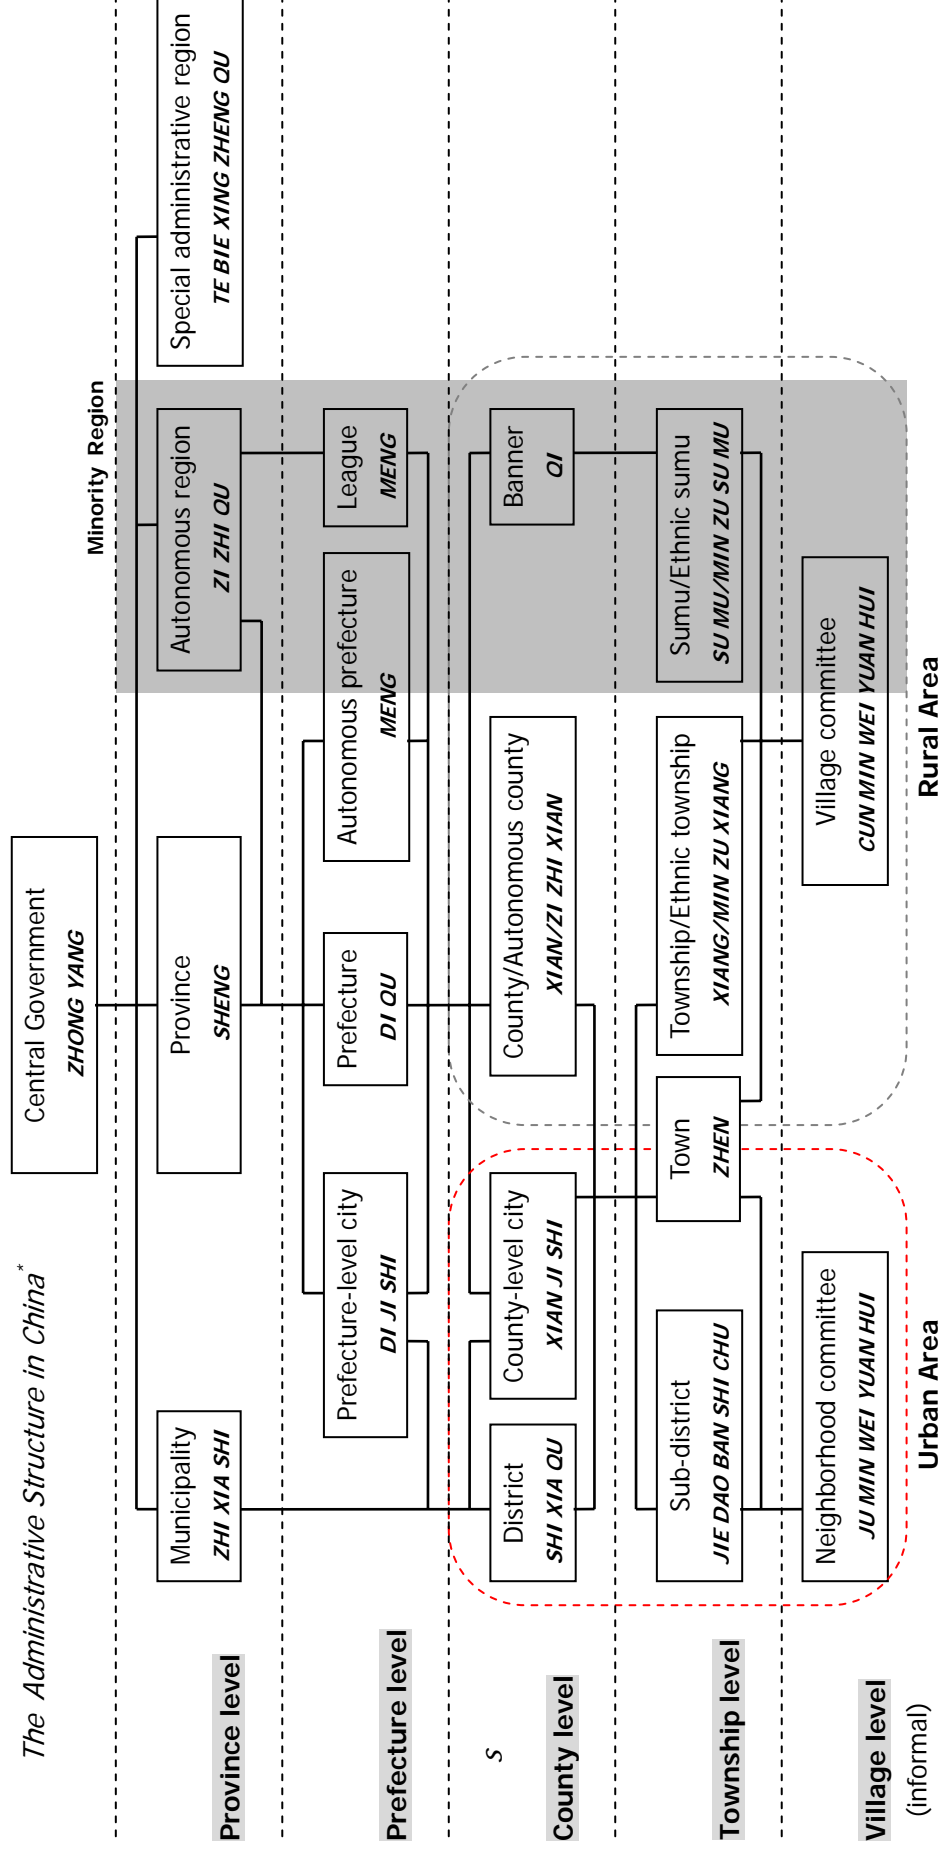 The Administrative Structure in China*
Central Government
ZHONG YANG
Minority Region
Province level
Municipality
ZHI XIA SHI
Province
SHENG
Autonomous region
ZI ZHI QU
Special administrative region
TE BIE XING ZHENG QU
Prefecture level
Prefecture-level city
DI JI SHI
Prefecture
DI QU
Autonomous prefecture
MENG
League
MENG
s
County level
District
SHI XIA QU
County-level city
XIAN JI SHI
County/Autonomous county
XIAN/ZI ZHI XIAN
Banner
QI
Township level
Sub-district
JIE DAO BAN SHI CHU
Town
ZHEN
Township/Ethnic township
XIANG/MIN ZU XIANG
Sumu/Ethnic sumu
SU MU/MIN ZU SU MU
Village level
(informal)
Neighborhood committee
JU MIN WEI YUAN HUI
Village committee
CUN MIN WEI YUAN HUI
Urban Area
Rural Area